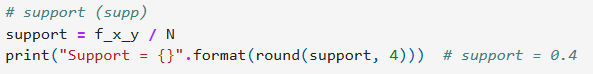 # support (supp)
support = f_x_y / N
print("Support = {}".format(round(support, 4)))  # support = 0.4